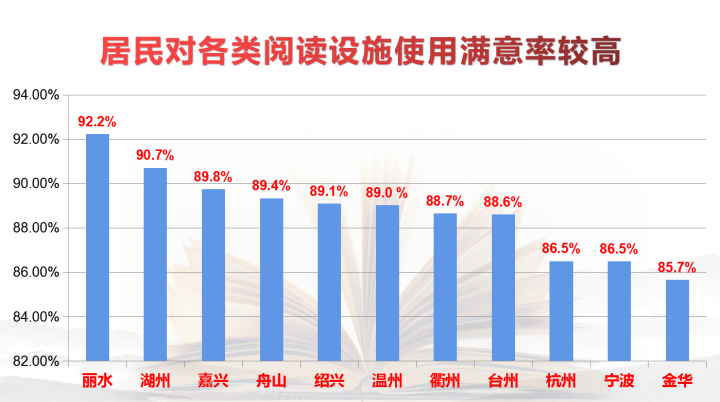 居民对各类阅读设施使用满意率较高
94.00%
92.00%
90.00%
88.00%
86.00%
84.00%
82.00%
92.2%
90.7%
89.8%
89.4%
89.1%
89.0 %
88.7%
88.6%
86.5%
86.5%
85.7%
丽水
湖州
嘉兴
舟山
绍兴
温州
衢州
台州
杭州
宁波
金华